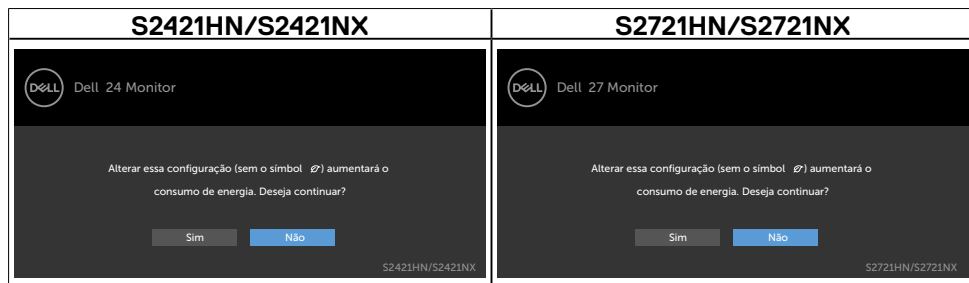 S2421HN/S2421NX
S2721HN/S2721NX
DELL Dell 24 Monitor
Alterar essa configuração (sem o símbol ) aumentará o
consumo de energia. Deseja continuar?
Sim Não
S2421HN/S2421NX
DELL Dell 27 Monitor
Alterar essa configuração (sem o símbol ) aumentará o
consumo de energia. Deseja continuar?
Sim Não
S2721HN/S2721NX